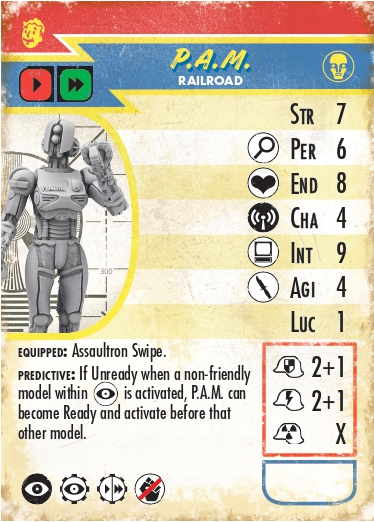 P.A.M.
RAILROAD
STR 7
PER 6
END 8
CHA 4
INT 9
AGI 4
LUC 1
300
EQUIPPED: Assaultron Swipe.
PREDICTIVE: If Unready when a non-friendly
model within is activated, P.A.M. can
become Ready and activate before that
other model.
2+1
2+1
X